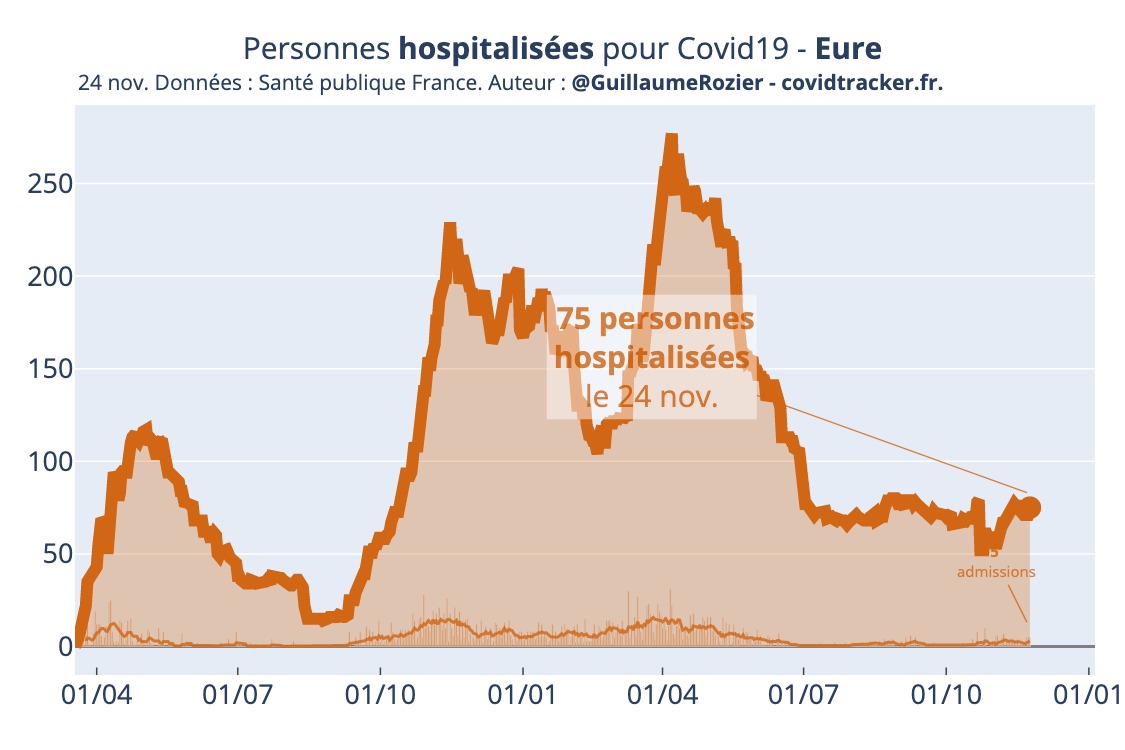 Personnes hospitalisées pour Covid19 - Eure
24 nov. Données : Santé publique France. Auteur : @GuillaumeRozier - covidtracker.fr.
250
200
150
100
50
0
75 personnes
hospitalisées
le 24 nov.
admissions
01/04
01/07
01/10
01/01
01/04
01/07
01/10
01/01